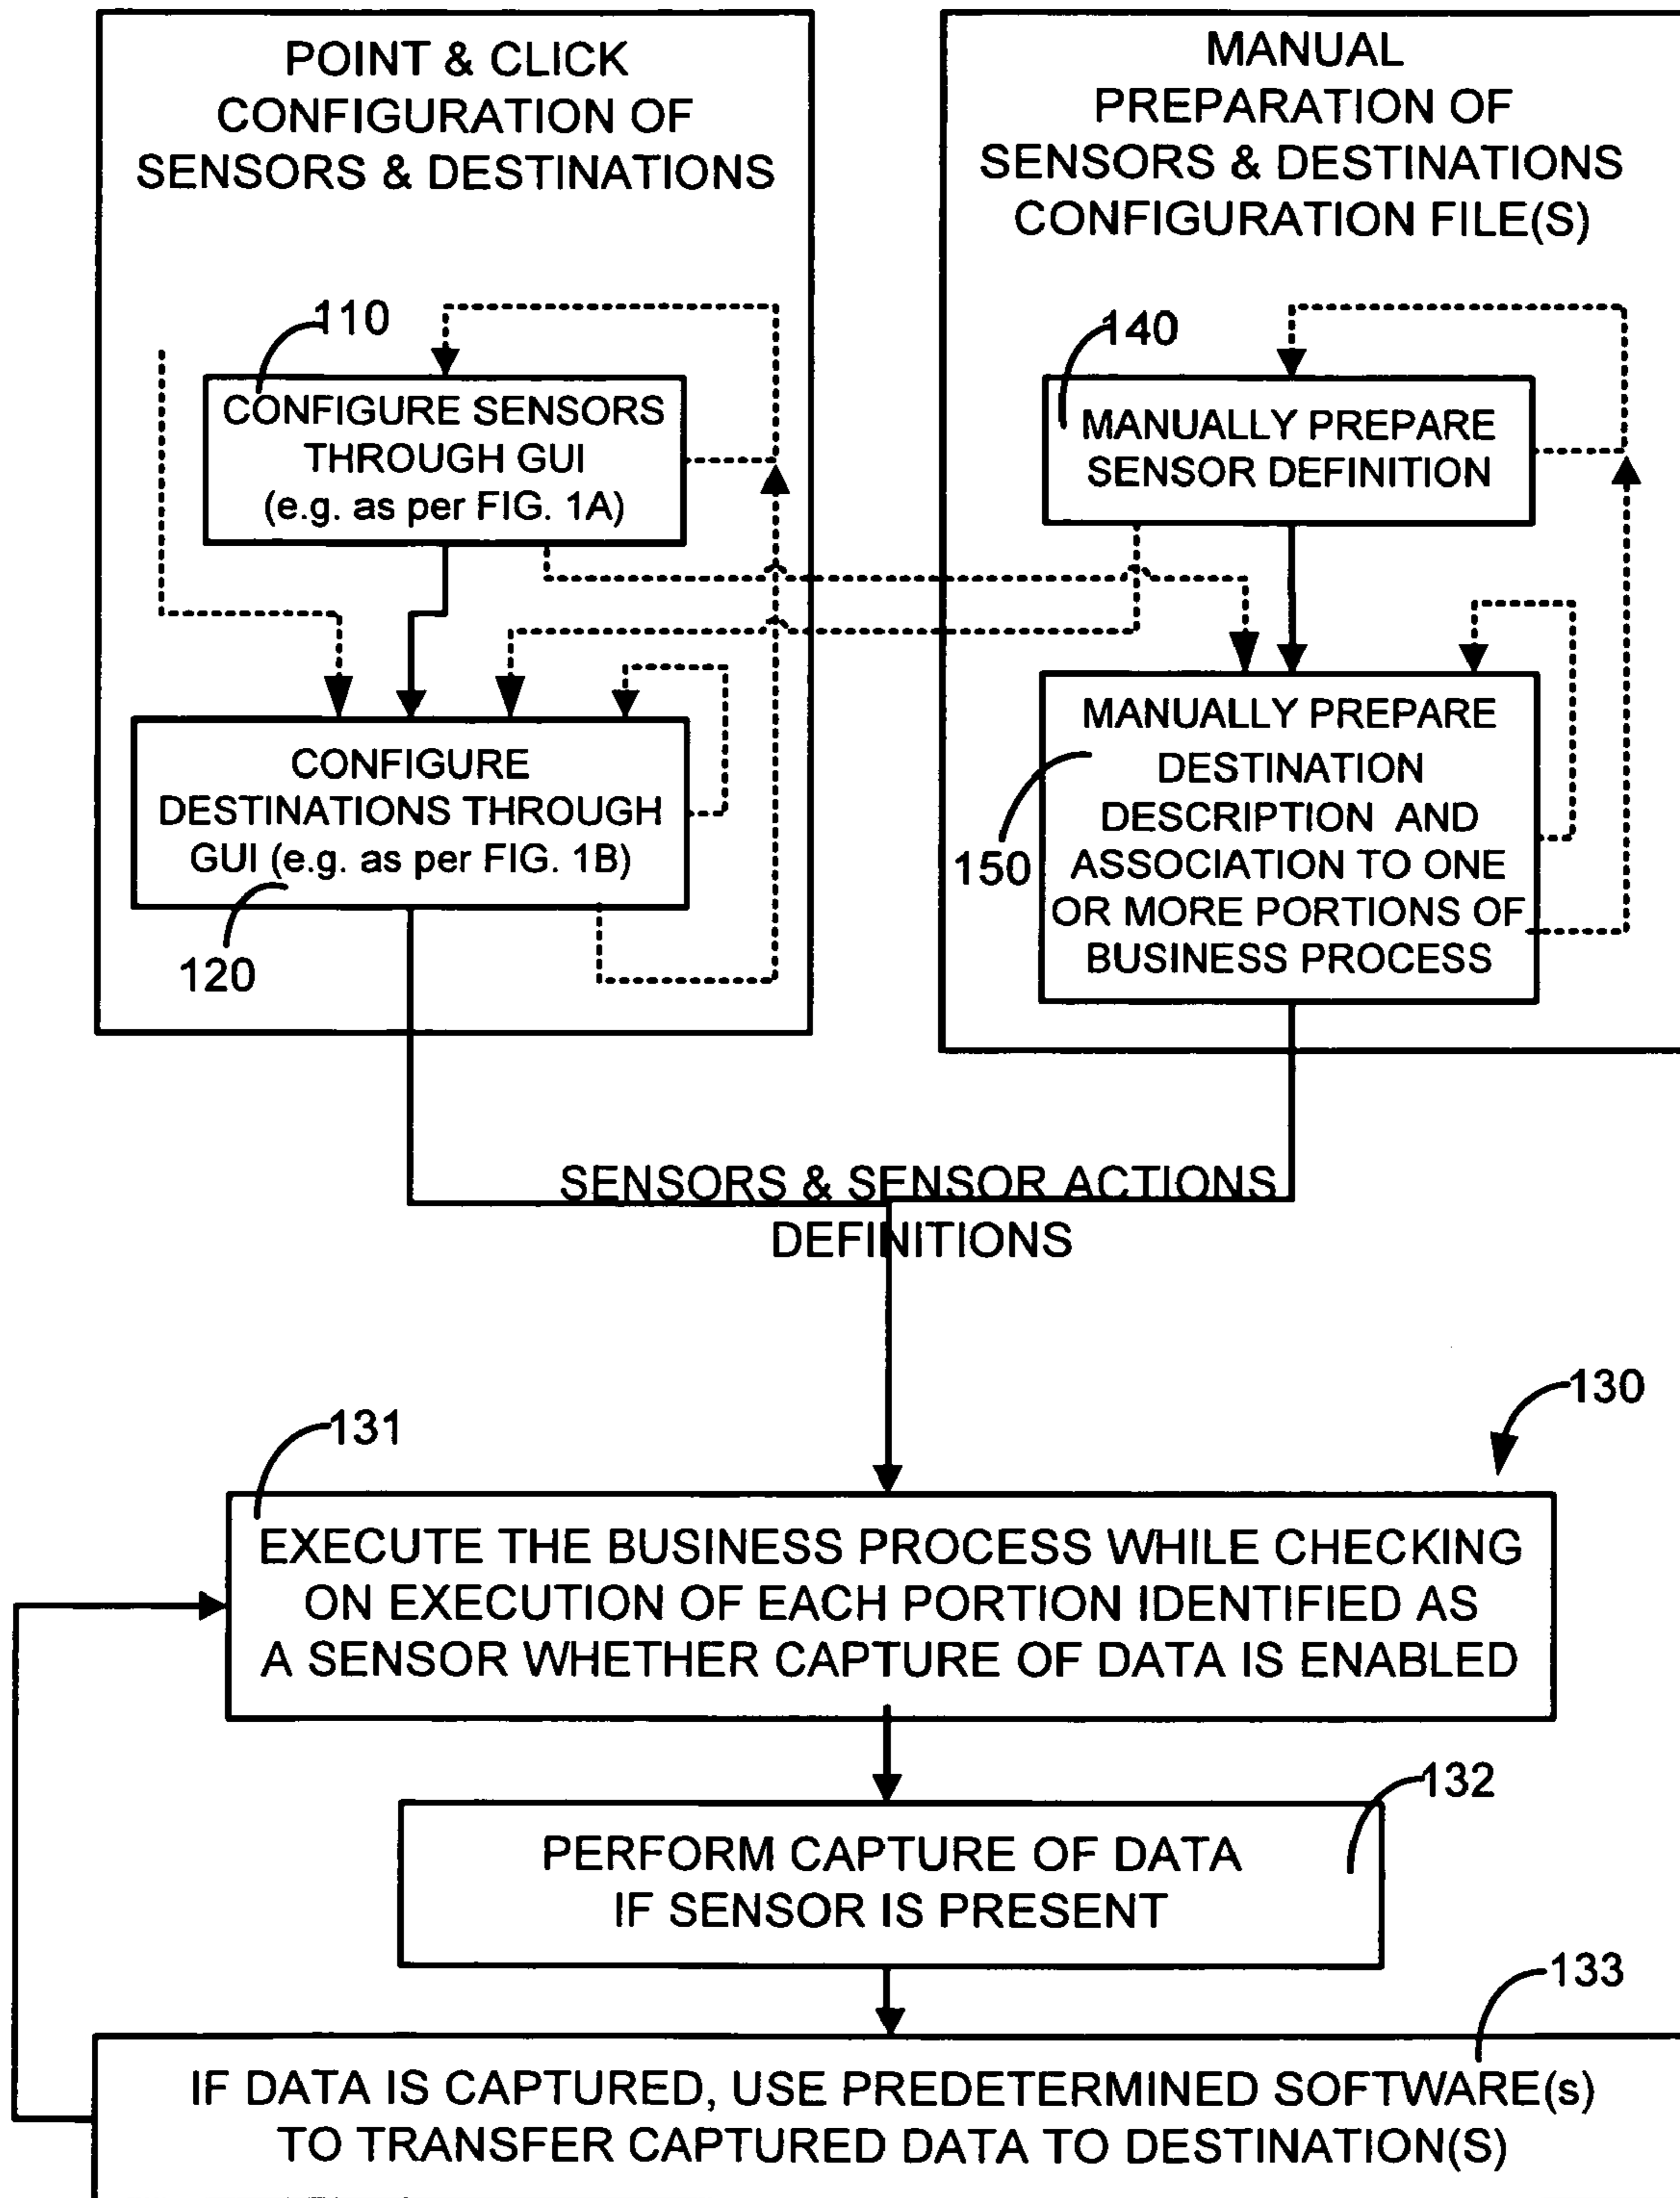 POINT & CLICK
CONFIGURATION OF
SENSORS & DESTINATIONS
110
CONFIGURE SENSORS
THROUGH GUI
(e.g. as per FIG. 1A)
CONFIGURE
DESTINATIONS THROUGH
GUI (e.g. as per FIG. 1B)
120
MANUAL
PREPARATION OF
SENSORS & DESTINATIONS
CONFIGURATION FILE(S)
140
MANUALLY PREPARE
SENSOR DEFINITION
MANUALLY PREPARE
DESTINATION
DESCRIPTION AND
ASSOCIATION TO ONE
OR MORE PORTIONS OF
BUSINESS PROCESS
150
SENSORS & SENSOR ACTIONS
DEFINITIONS
130
131
EXECUTE THE BUSINESS PROCESS WHILE CHECKING
ON EXECUTION OF EACH PORTION IDENTIFIED AS
A SENSOR WHETHER CAPTURE OF DATA IS ENABLED
132
PERFORM CAPTURE OF DATA
IF SENSOR IS PRESENT
133
IF DATA IS CAPTURED, USE PREDETERMINED SOFTWARE(s)
TO TRANSFER CAPTURED DATA TO DESTINATION(S)